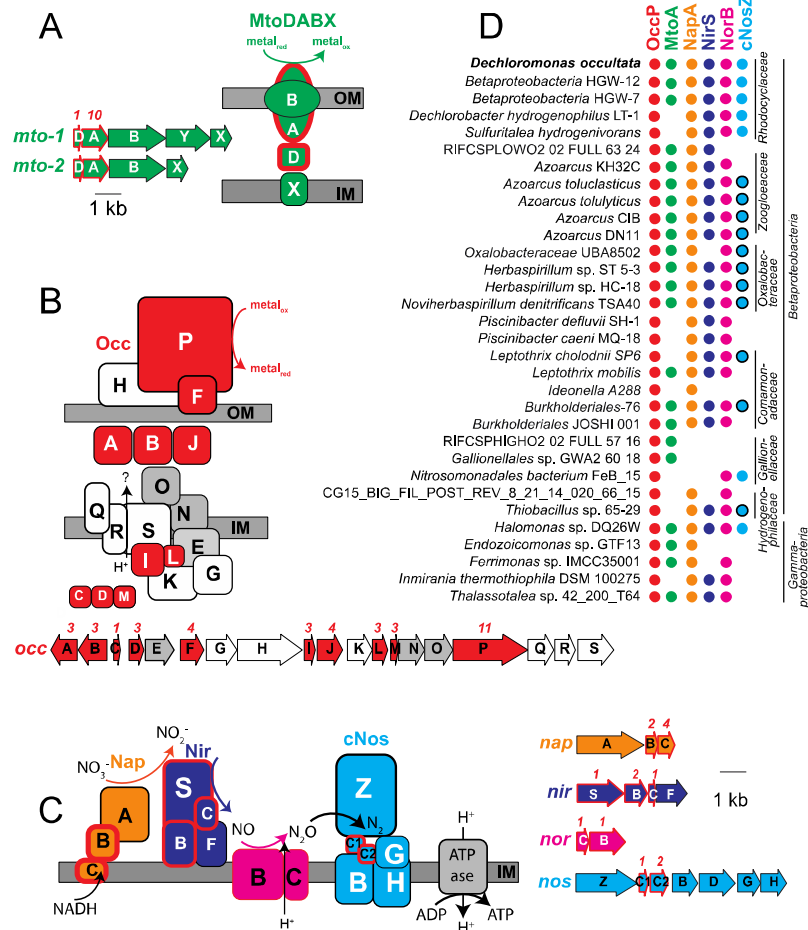 A
MtoDABX
metal red
metal ox
B
OM
A
D
X
IM
1 10
mto-1 D A B Y X
mto-2 D A B X
1 kb
B
Occ
P
metal ox
metal red
H
F
OM
A B J
?
O
N
Q
R
S
IM
E
I
L
H+
K
G
C D M
3 3 1 3 4 3 4 3 3 11
occ A B C D E F G H I J K L M N O P Q R S
C
NO3- Nap
NO2-
Nir
S
C
A
B
B
F
C
NADH
NO
N2O
B C
H+
cNos
Z
N2
C1
C2
G
B
H
H+
ATP
ase
IM
ADP
ATP
H+
2 4
nap A B C
1 2 1
nir S B C F
1 kb
1
nor C B
1 2
nos Z C1 C2 B D G H
D
OccP
MtoA
NapA
NirS
NorB
cNosZ
Dechloromonas occultata
Betaproteobacteria HGW-12
Betaproteobacteria HGW-7
Dechlorobacter hydrogenophilus LT-1
Sulfuritalea hydrogenivorans
RIFCSPLOWO2 02 FULL 63 24
Azoarcus KH32C
Azoarcus toluclasticus
Azoarcus tolulyticus
Azoarcus CIB
Azoarcus DN11
Oxalobacteraceae UBA8502
Herbaspirillum sp. ST 5-3
Herbaspirillum sp. HC-18
Noviherbaspirillum denitrificans TSA40
Piscinibacter defluvii SH-1
Piscinibacter caeni MQ-18
Leptothrix cholodnii SP6
Leptothrix mobilis
Ideonella A288
Burkholderiales-76
Burkholderiales JOSHI 001
RIFCSPHIGHO2 02 FULL 57 16
Gallionellales sp. GWA2 60 18
Nitrosomonadales bacterium FeB_15
CG15_BIG_FIL_POST_REV_8_21_14_020_66_15
Thiobacillus sp. 65-29
Halomonas sp. DQ26W
Endozoicomonas sp. GTF13
Ferrimonas sp. IMCC35001
Inmirania thermothiophila DSM 100275
Thalassotalea sp. 42_200_T64
Rhodocyclaceae
Zoogloeaceae
Oxalobac-
teraceae
Comamon-
adaceae
Gallion-
ellaceae
Hydrogeno-
philaceae
Betaproteobacteria
Gamma-
proteobacteria